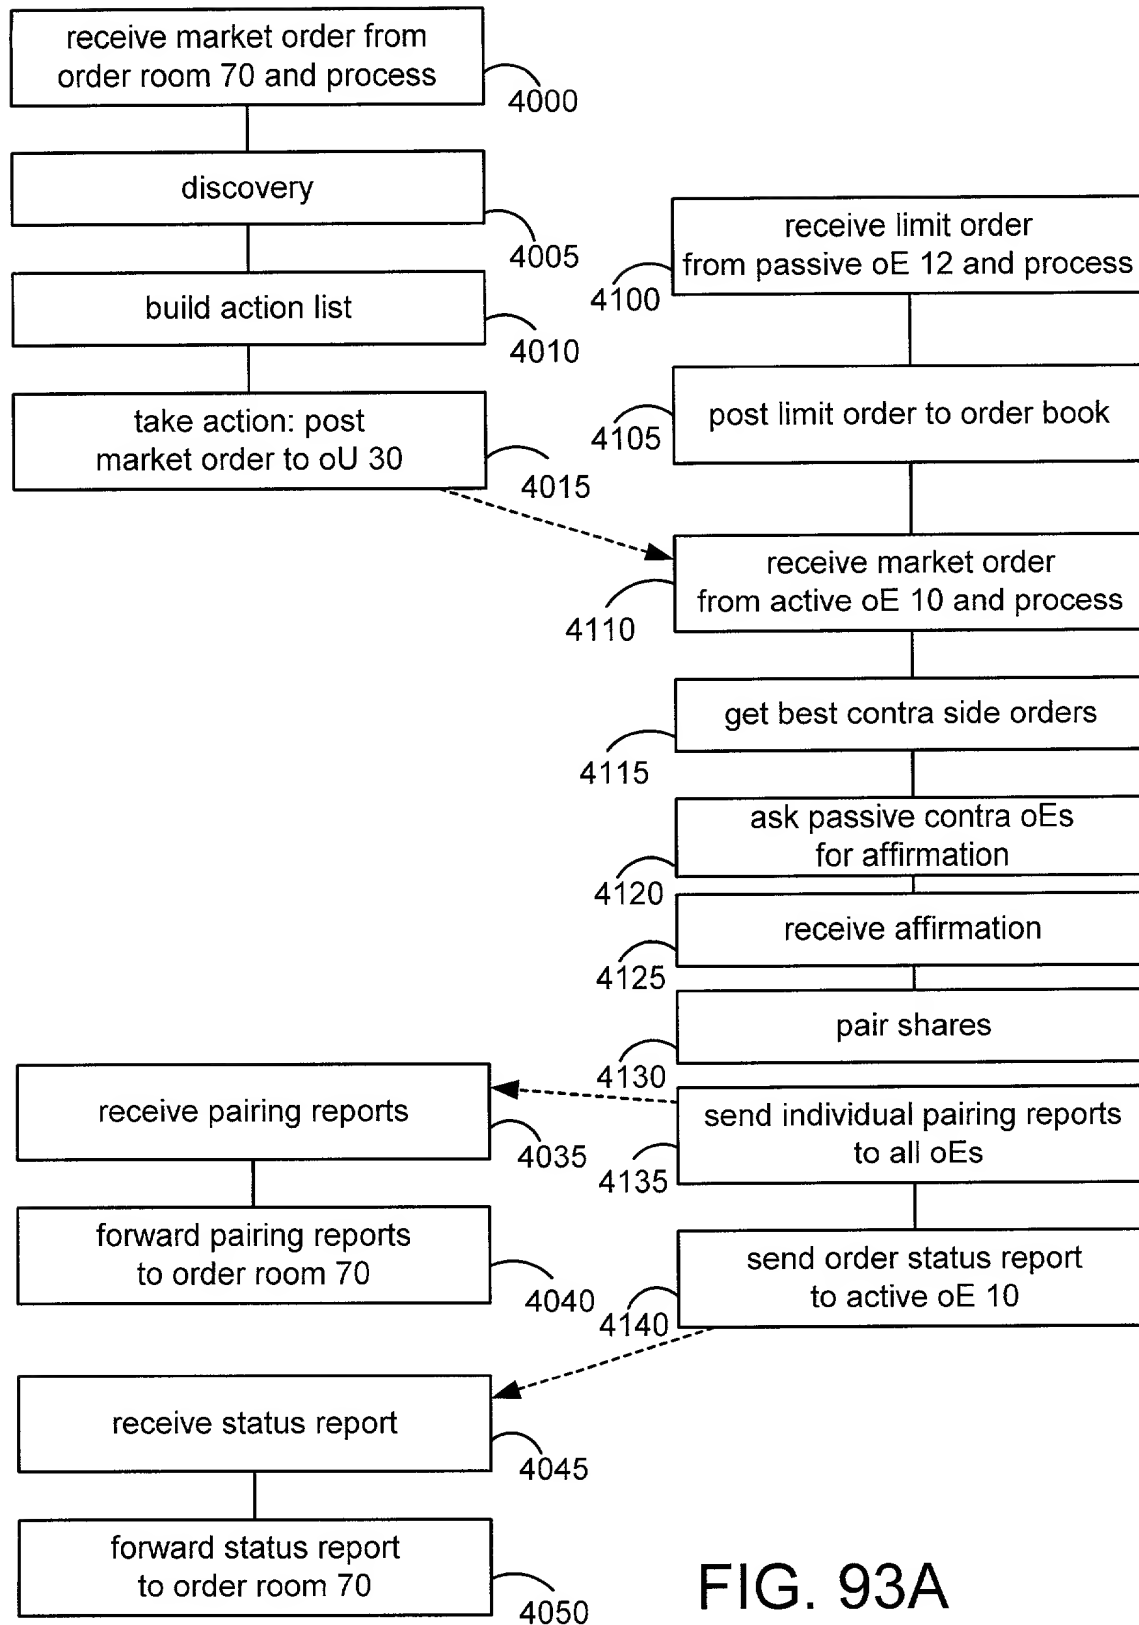 receive market order from
order room 70 and process
4000
discovery
4005
build action list
4010
take action: post
market order to oU 30
4015
receive limit order
from passive oE 12 and process
4100
post limit order to order book
4105
receive market order
from active oE 10 and process
4110
get best contra side orders
4115
ask passive contra oEs
for affirmation
4120
receive affirmation
4125
pair shares
4130
send individual pairing reports
to all oEs
4135
send order status report
to active oE 10
4140
receive pairing reports
4035
forward pairing reports
to order room 70
4040
receive status report
4045
forward status report
to order room 70
4050
FIG. 93A